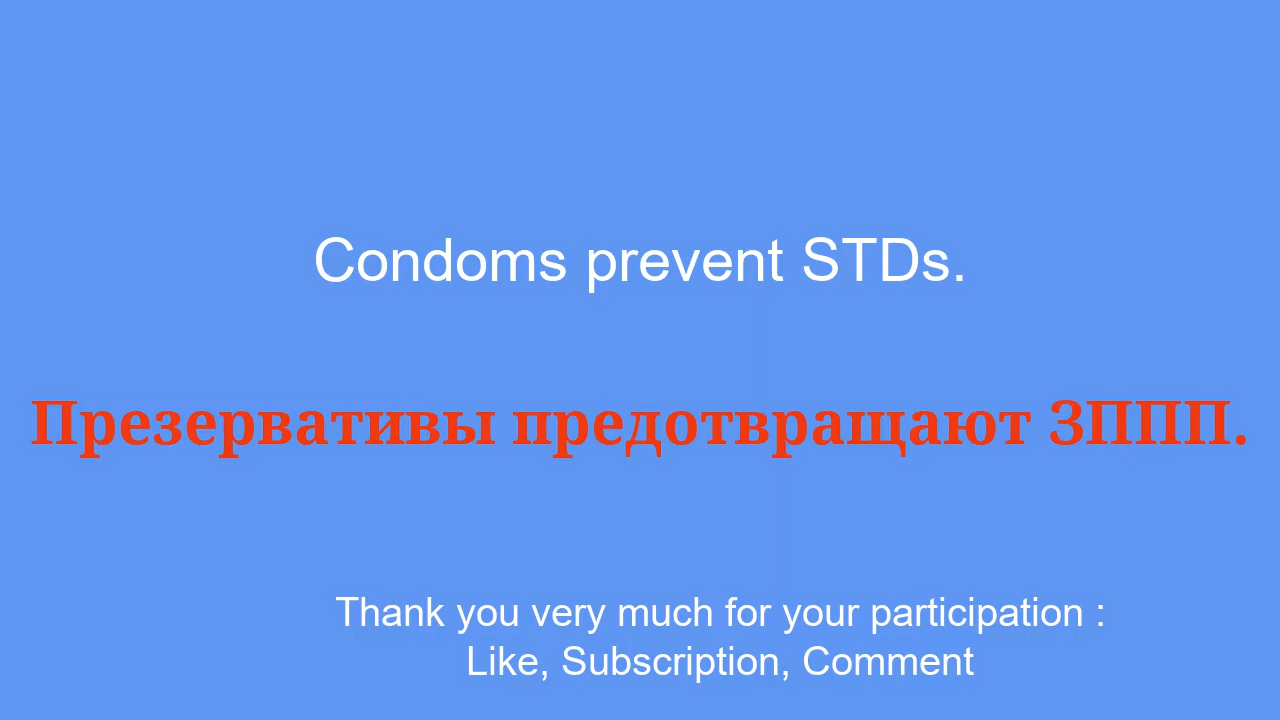 Condoms prevent STDs.
Презервативы предотвращают ЗППП.
Thank you very much for your participation :
Like, Subscription, Comment